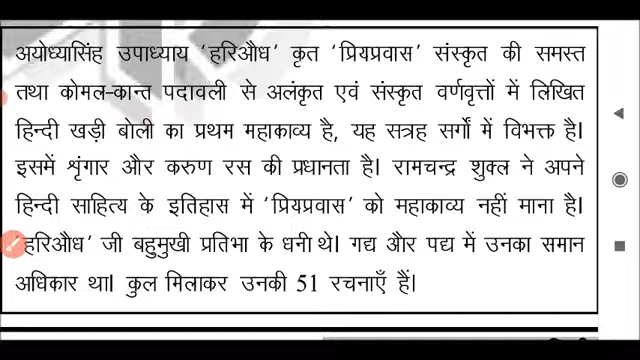 अयोध्यासिंह उपाध्याय ‘हरिऔध’ कृत ‘प्रियप्रवास’ संस्कृत की समस्त
तथा कोमल-कान्त पदावली से अलंकृत एवं संस्कृत वर्णवृत्तों में लिखित
हिन्दी खड़ी बोली का प्रथम महाकाव्य है, यह सत्रह सर्गों में विभक्त है।
इसमें शृंगार और करुण रस की प्रधानता है। रामचन्द्र शुक्ल ने अपने
हिन्दी साहित्य के इतिहास में ‘प्रियप्रवास’ को महाकाव्य नहीं माना है।
‘हरिऔध’ जी बहुमुखी प्रतिभा के धनी थे। गद्य और पद्य में उनका समान
अधिकार था। कुल मिलाकर उनकी 51 रचनाएँ हैं।